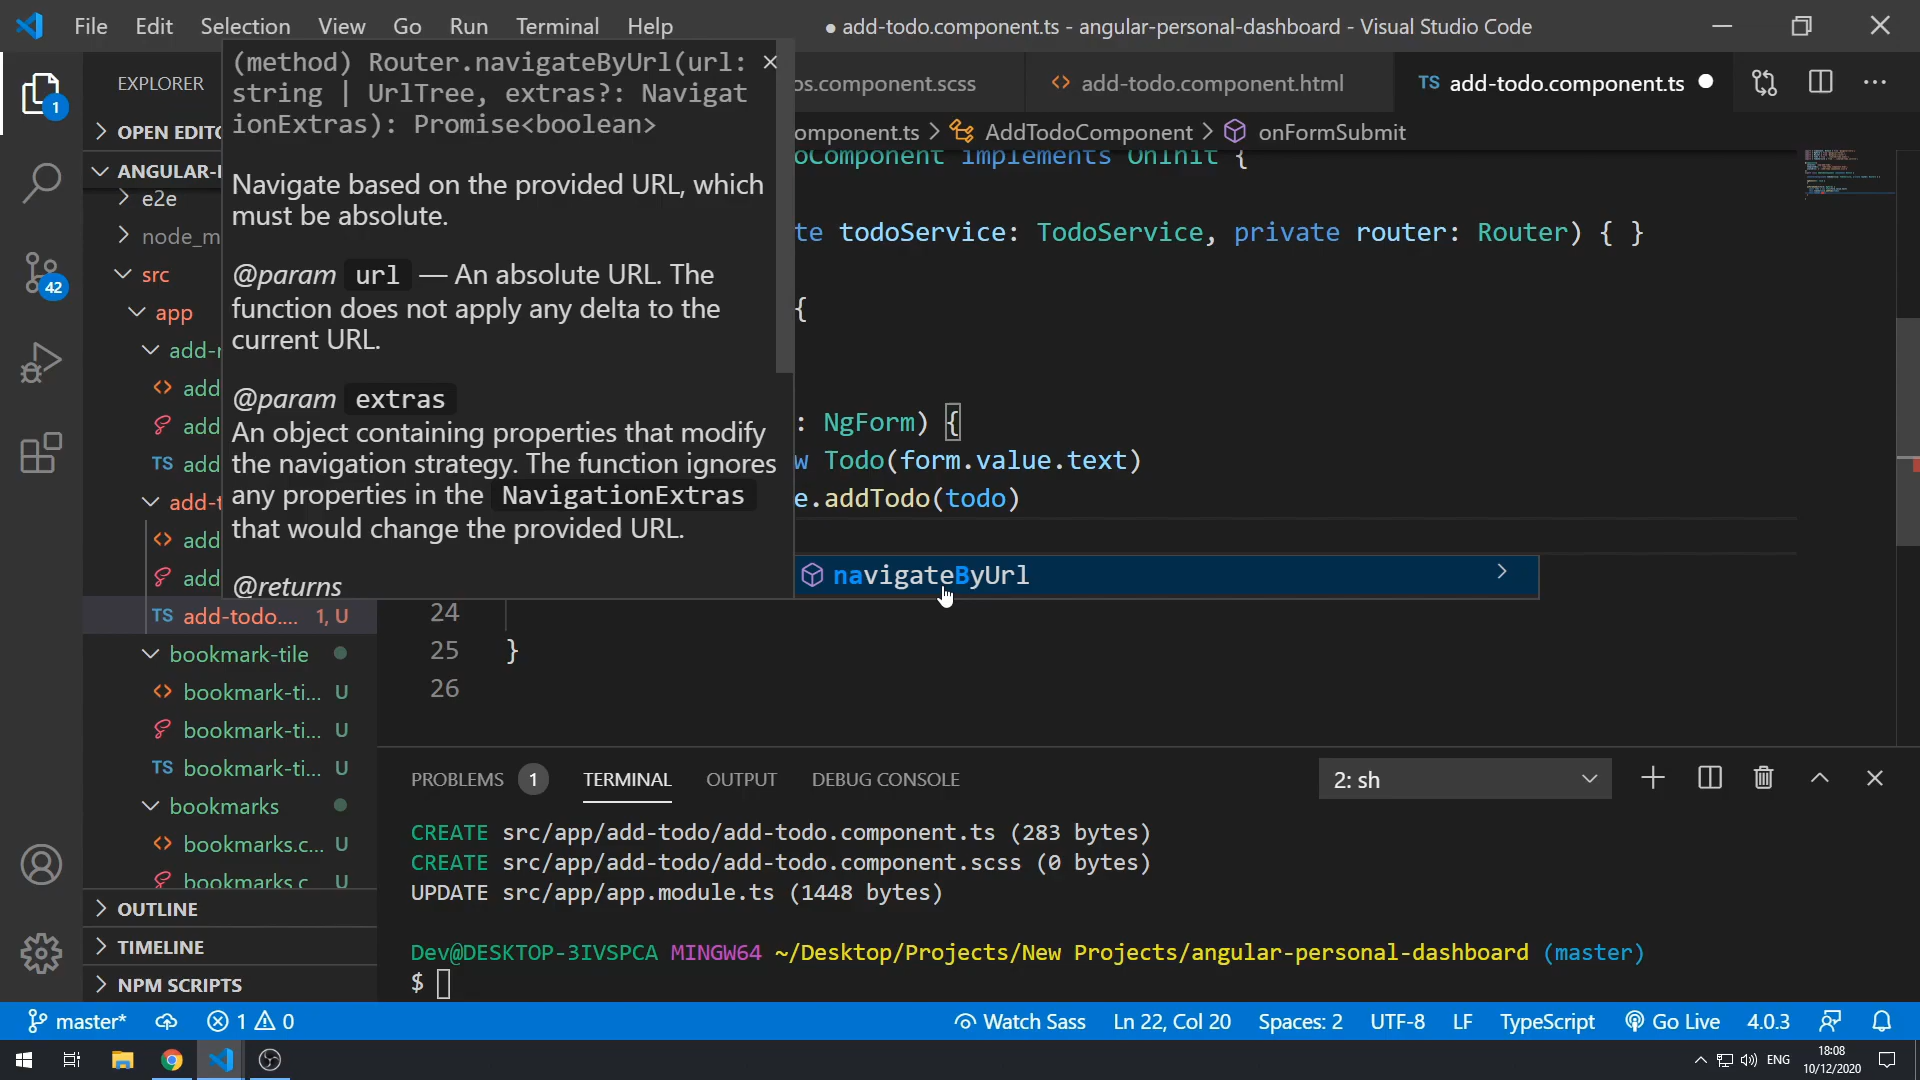 File Edit Selection View Go Run Terminal Help
● add-todo.component.ts - angular-personal-dashboard - Visual Studio Code
EXPLORER
os.component.scss
<> add-todo.component.html
TS add-todo.component.ts
OPEN EDITO
omponent.ts > AddTodoComponent > onFormSubmit
ANGULAR-
e2e
node_m
src
app
add-r
add
add
TS add
add-t
add
add
TS add-todo.... 1, U
bookmark-tile
bookmark-ti... U
bookmark-ti... U
TS bookmark-ti... U
bookmarks
bookmarks.c... U
bookmarks.c U
OUTLINE
TIMELINE
NPM SCRIPTS
1
42
(method) Router.navigateByUrl(url:
string | UrlTree, extras?: Navigat
ionExtras): Promise<boolean>
Navigate based on the provided URL, which
must be absolute.
@param url — An absolute URL. The
function does not apply any delta to the
current URL.
@param extras
An object containing properties that modify
the navigation strategy. The function ignores
any properties in the NavigationExtras
that would change the provided URL.
@returns
oComponent implements OnInit {
te todoService: TodoService, private router: Router) { }
{
: NgForm) {
w Todo(form.value.text)
e.addTodo(todo)
navigateByUrl
24
25 }
26
PROBLEMS 1 TERMINAL OUTPUT DEBUG CONSOLE
2: sh
CREATE src/app/add-todo/add-todo.component.ts (283 bytes)
CREATE src/app/add-todo/add-todo.component.scss (0 bytes)
UPDATE src/app/app.module.ts (1448 bytes)
Dev@DESKTOP-3IVSPCA MINGW64 ~/Desktop/Projects/New Projects/angular-personal-dashboard (master)
$
master* 1 0 Watch Sass Ln 22, Col 20 Spaces: 2 UTF-8 LF TypeScript Go Live 4.0.3
ENG
18:08
10/12/2020